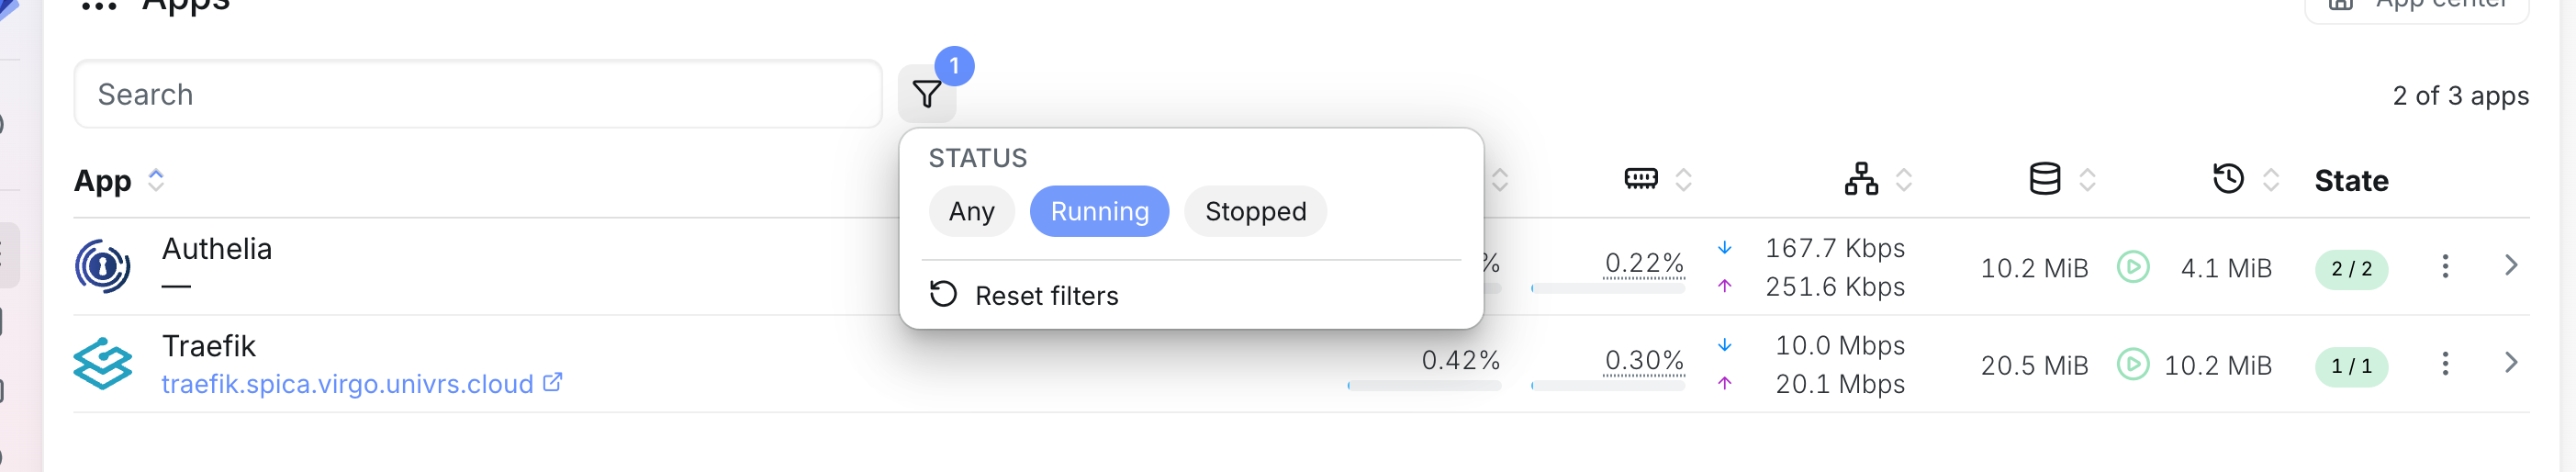 Apps
App center
Search
1
2 of 3 apps
STATUS
Any Running Stopped
Reset filters
App
State
Authelia
—
%
0.22%
167.7 Kbps
251.6 Kbps
10.2 MiB
4.1 MiB
2 / 2
Traefik
traefik.spica.virgo.univrs.cloud
0.42%
0.30%
10.0 Mbps
20.1 Mbps
20.5 MiB
10.2 MiB
1 / 1